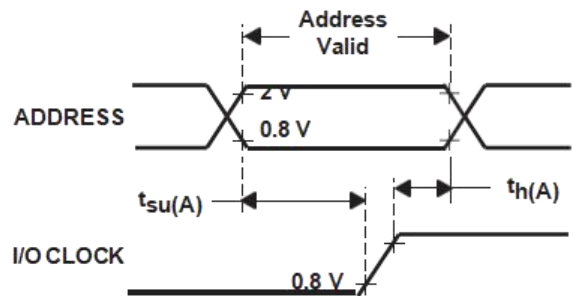 Address
Valid
2 V
ADDRESS
0.8 V
tsu(A)
th(A)
I/O CLOCK
0.8 V